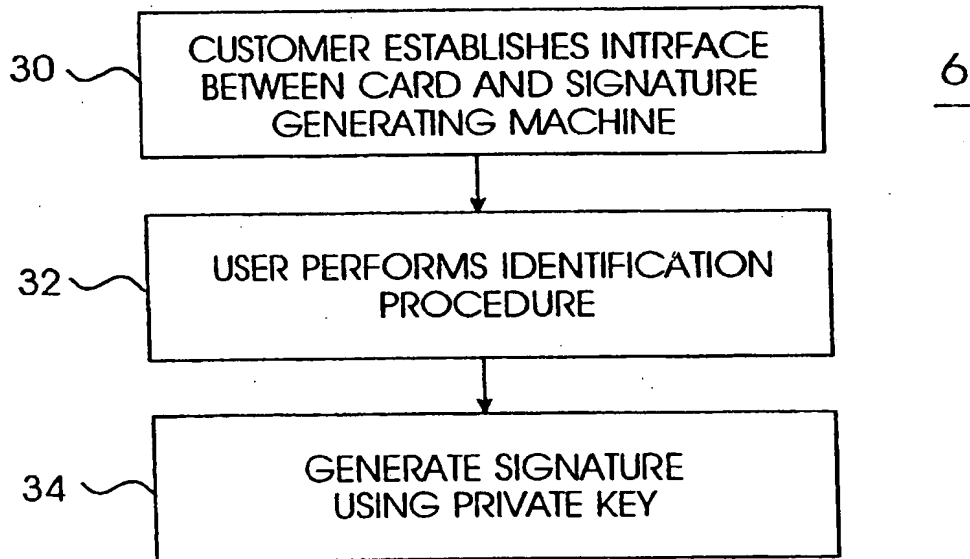 30
CUSTOMER ESTABLISHES INTRFACE
BETWEEN CARD AND SIGNATURE
GENERATING MACHINE
6
32
USER PERFORMS IDENTIFICATION
PROCEDURE
34
GENERATE SIGNATURE
USING PRIVATE KEY